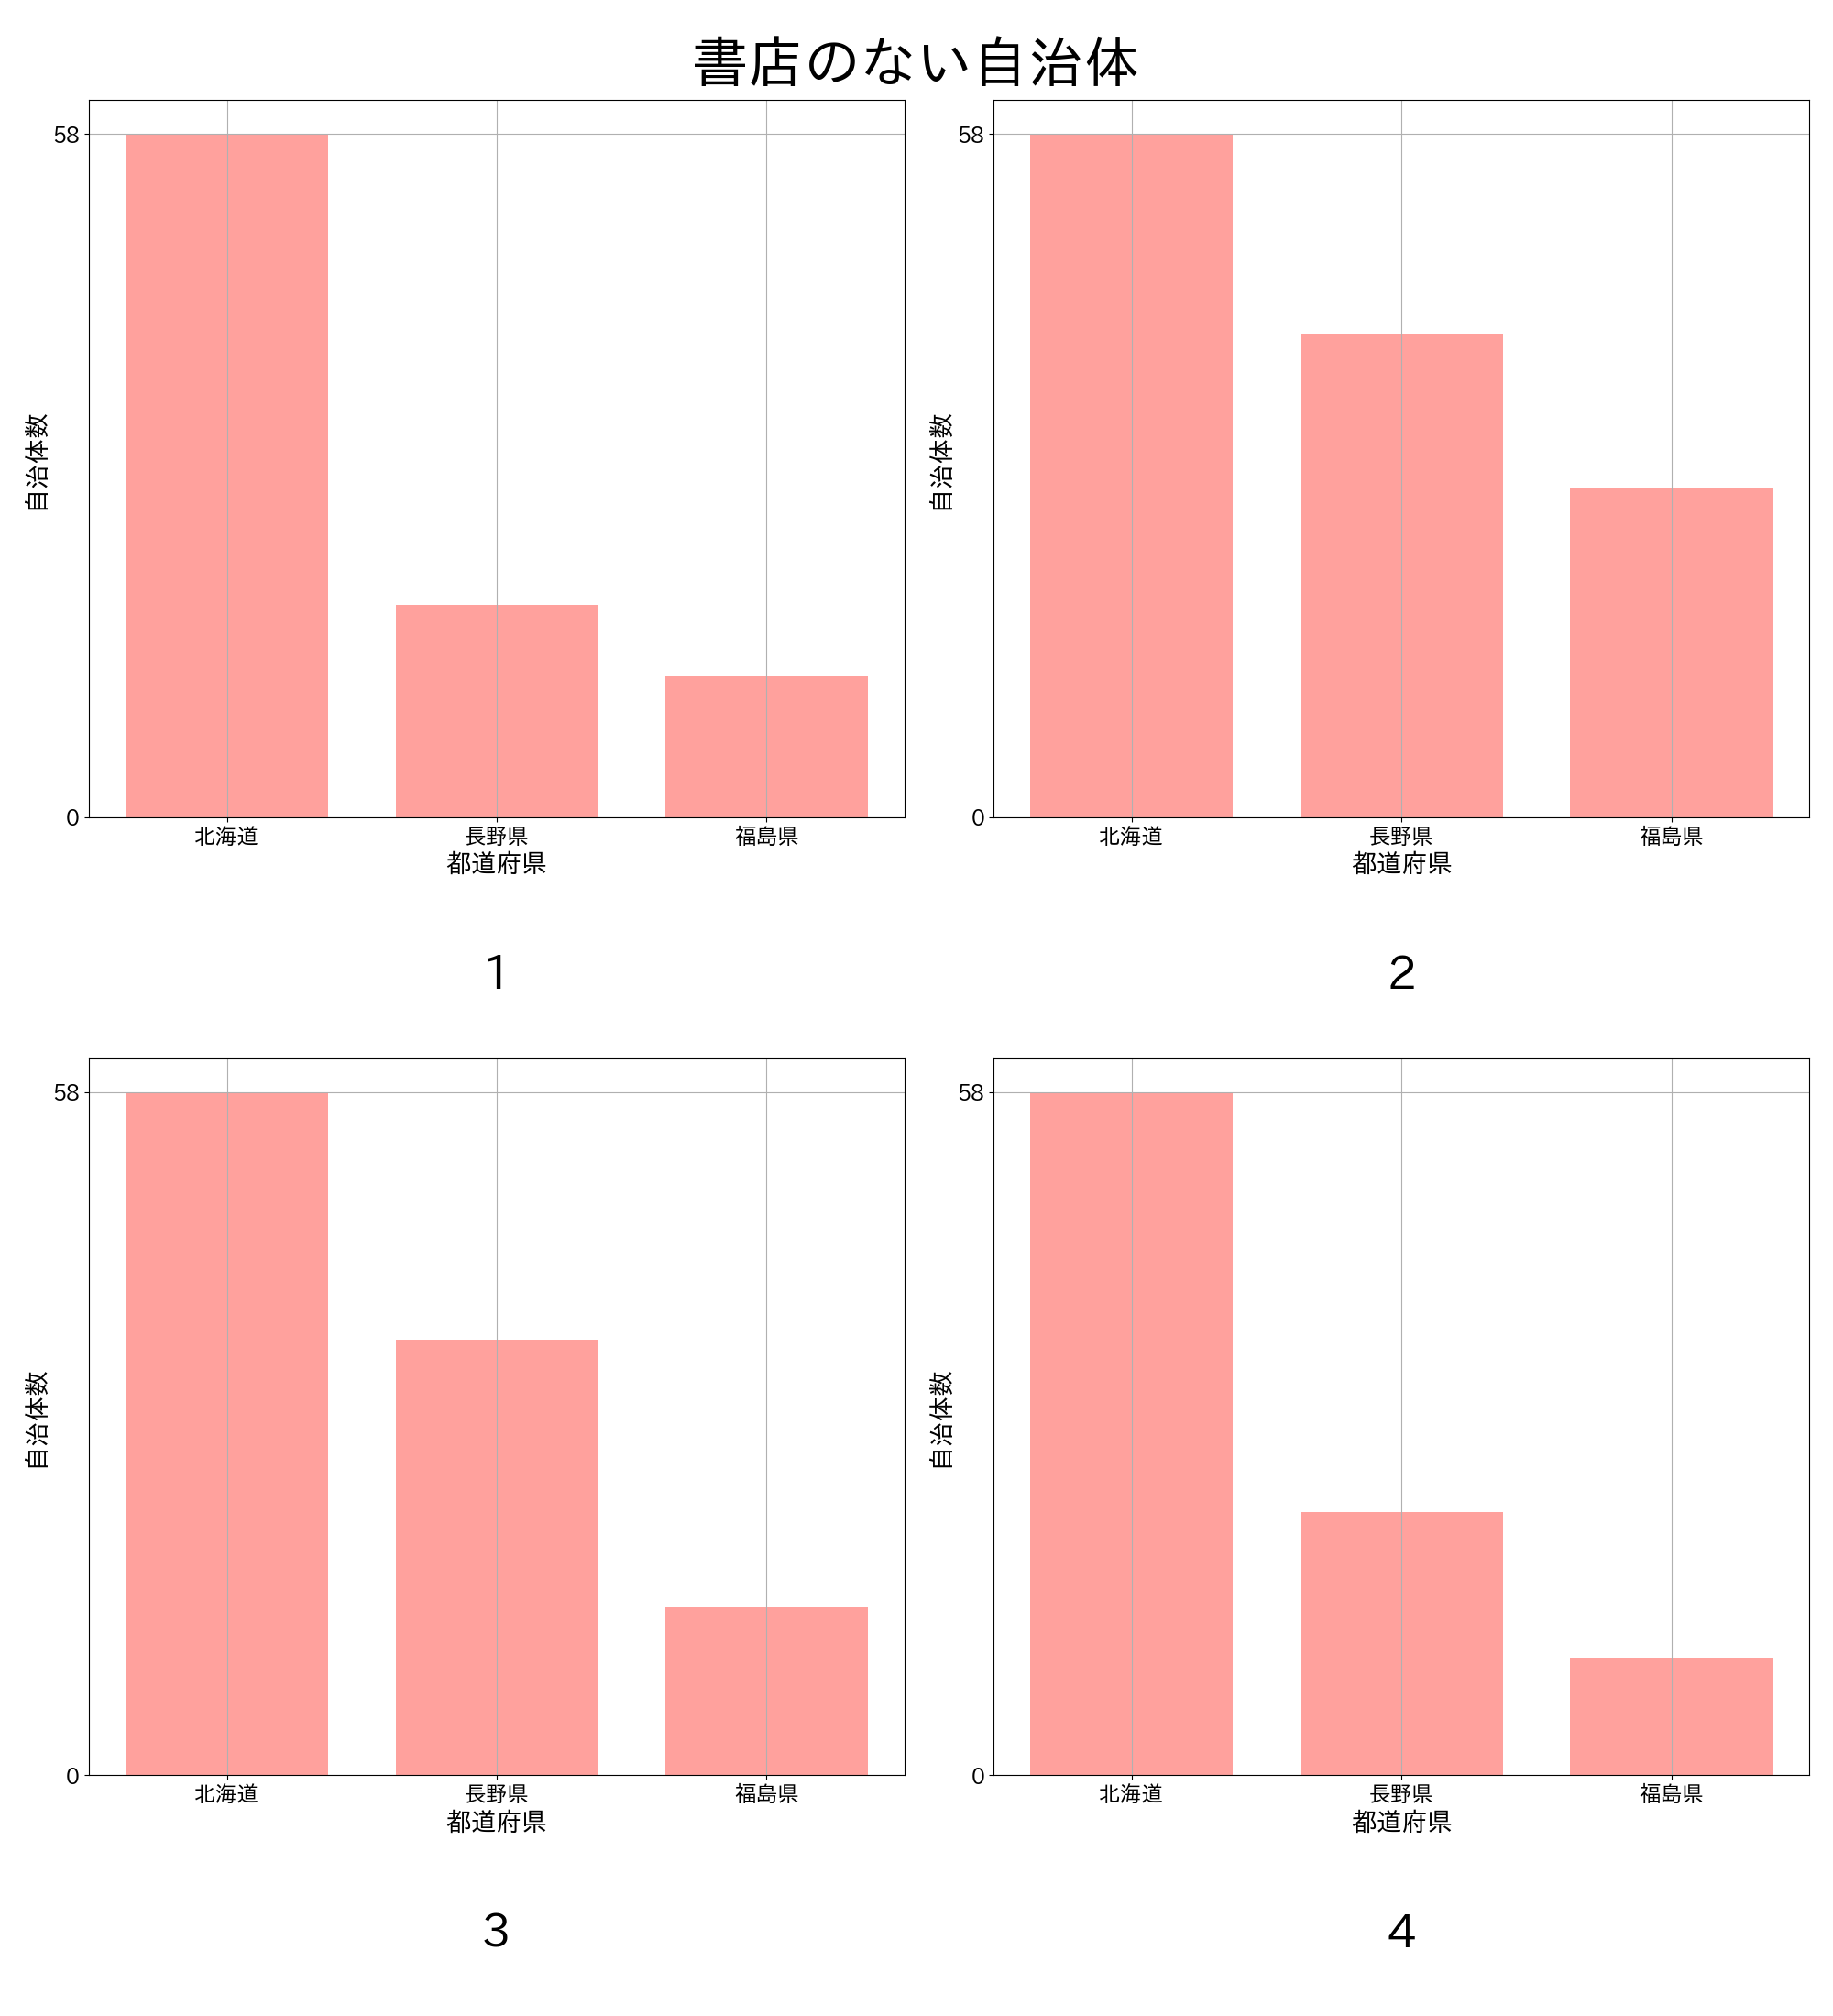 書店のない自治体
58
0
自治体数
北海道 長野県 福島県
都道府県
1
58
0
自治体数
北海道 長野県 福島県
都道府県
2
58
0
自治体数
北海道 長野県 福島県
都道府県
3
58
0
自治体数
北海道 長野県 福島県
都道府県
4